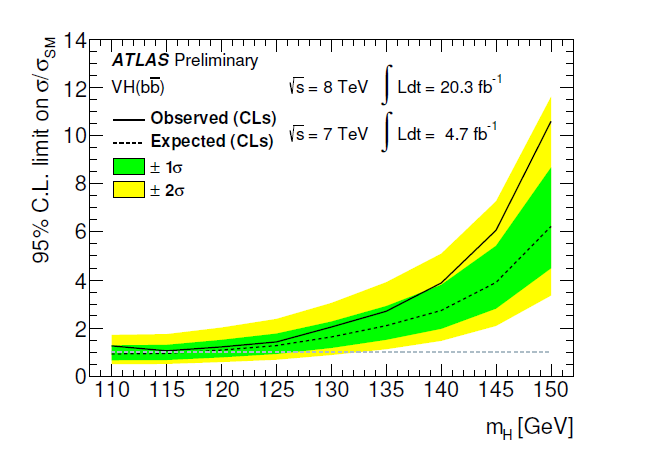 95% C.L. limit on σ/σSM
14
12
10
8
6
4
2
0
ATLAS Preliminary
VH(bb̅)
√s = 8 TeV ∫ Ldt = 20.3 fb⁻¹
Observed (CLs)
√s = 7 TeV ∫ Ldt = 4.7 fb⁻¹
Expected (CLs)
± 1σ
± 2σ
110 115 120 125 130 135 140 145 150
mH [GeV]